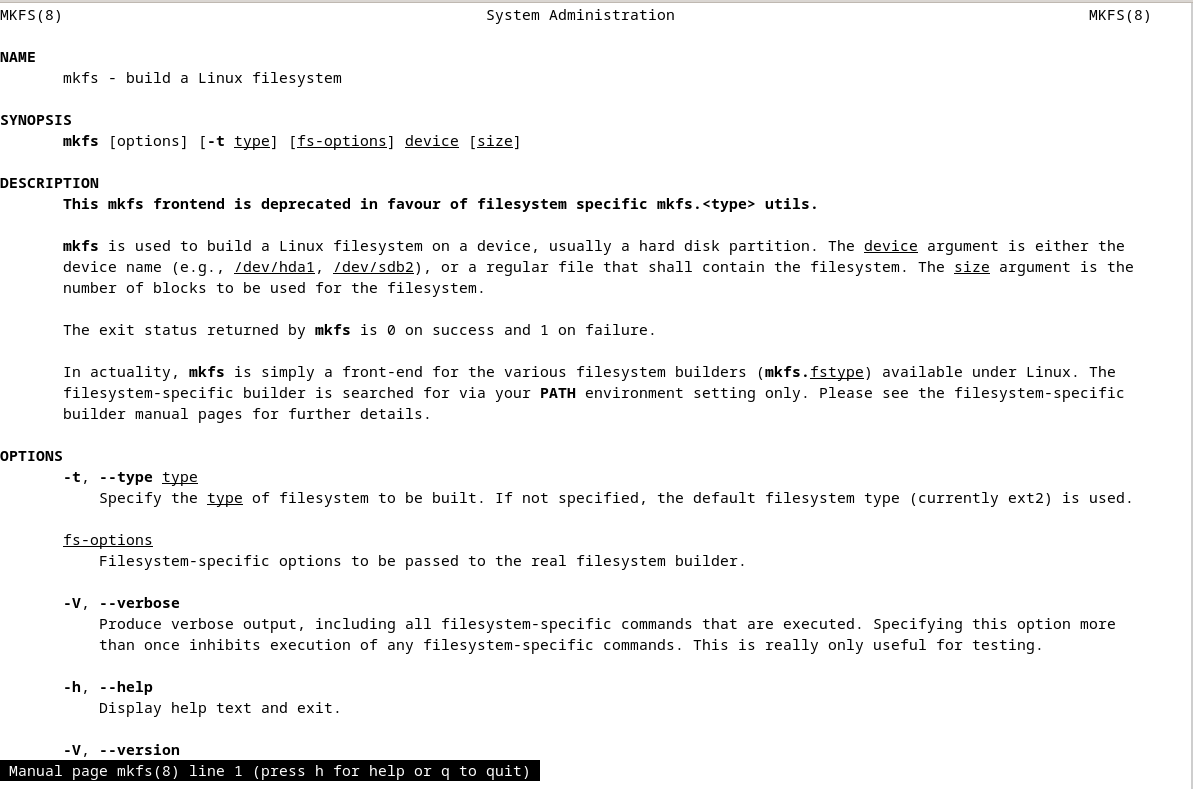 MKFS(8) System Administration MKFS(8)
NAME
mkfs - build a Linux filesystem
SYNOPSIS
mkfs [options] [-t type] [fs-options] device [size]
DESCRIPTION
This mkfs frontend is deprecated in favour of filesystem specific mkfs.<type> utils.
mkfs is used to build a Linux filesystem on a device, usually a hard disk partition. The device argument is either the
device name (e.g., /dev/hda1, /dev/sdb2), or a regular file that shall contain the filesystem. The size argument is the
number of blocks to be used for the filesystem.
The exit status returned by mkfs is 0 on success and 1 on failure.
In actuality, mkfs is simply a front-end for the various filesystem builders (mkfs.fstype) available under Linux. The
filesystem-specific builder is searched for via your PATH environment setting only. Please see the filesystem-specific
builder manual pages for further details.
OPTIONS
-t, --type type
Specify the type of filesystem to be built. If not specified, the default filesystem type (currently ext2) is used.
fs-options
Filesystem-specific options to be passed to the real filesystem builder.
-V, --verbose
Produce verbose output, including all filesystem-specific commands that are executed. Specifying this option more
than once inhibits execution of any filesystem-specific commands. This is really only useful for testing.
-h, --help
Display help text and exit.
-V, --version
Manual page mkfs(8) line 1 (press h for help or q to quit)